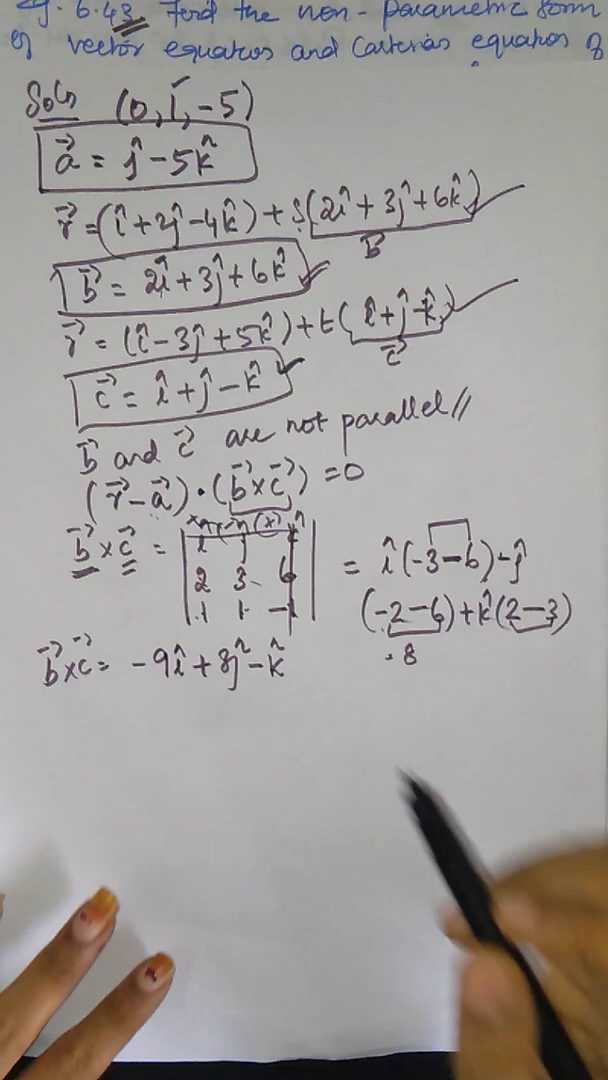 Eg. 6.43 Find the non-parametric form
of vector equation and Cartesian equation of
Soln (0, 1, -5)
a⃗ = ĵ - 5k̂
r⃗ = (î + 2ĵ - 4k̂) + s(2î + 3ĵ + 6k̂)
b⃗
b⃗ = 2î + 3ĵ + 6k̂
r⃗ = (î - 3ĵ + 5k̂) + t(î + ĵ - k̂)
c⃗
c⃗ = î + ĵ - k̂
b⃗ and c⃗ are not parallel //
(r⃗ - a⃗) · (b⃗ × c⃗) = 0
b⃗ × c⃗ = | î ĵ k̂ | = î(-3 - 6) - ĵ
2 3 6 (-2 - 6) + k̂(2 - 3)
1 1 -1 -8
b⃗ × c⃗ = -9î + 8ĵ - k̂